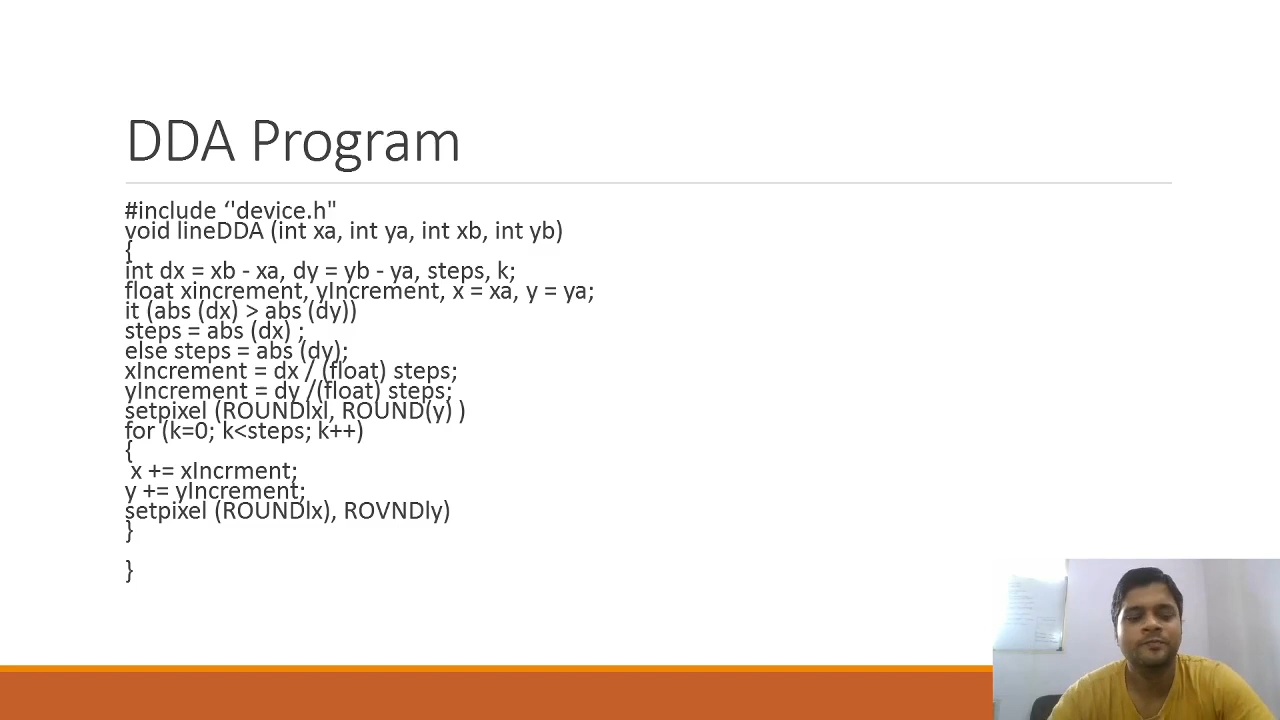 DDA Program
#include ‘'device.h"
void lineDDA (int xa, int ya, int xb, int yb)
{
int dx = xb - xa, dy = yb - ya, steps, k;
float xincrement, yIncrement, x = xa, y = ya;
it (abs (dx) > abs (dy))
steps = abs (dx) ;
else steps = abs (dy);
xIncrement = dx / (float) steps;
yIncrement = dy /(float) steps;
setpixel (ROUNDlxl, ROUND(y) )
for (k=0; k<steps; k++)
{
x += xIncrment;
y += yIncrement;
setpixel (ROUNDlx), ROVNDly)
}
}